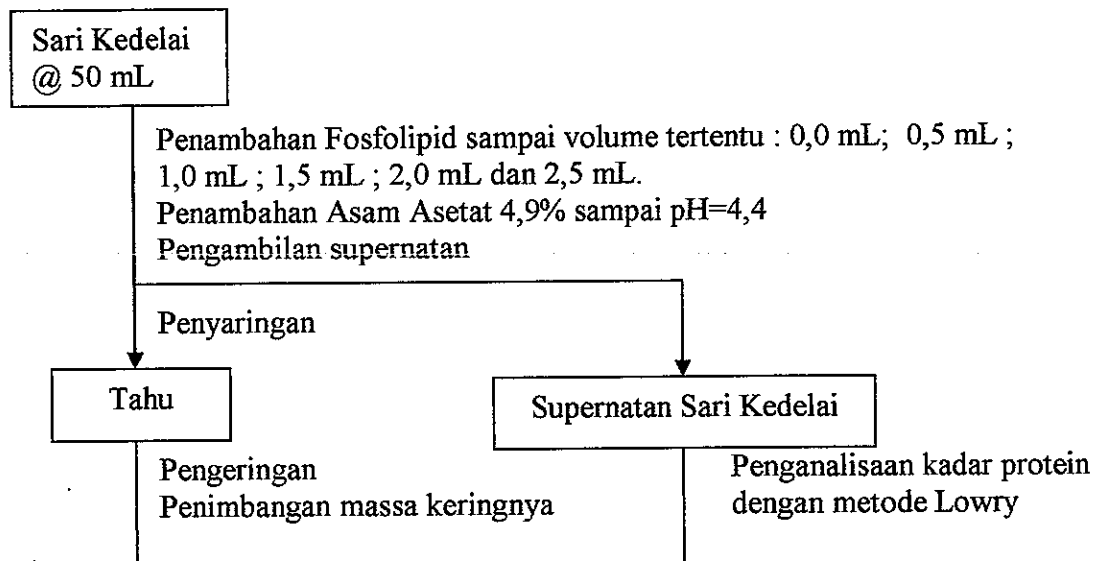 Sari Kedelai
@ 50 mL
Penambahan Fosfolipid sampai volume tertentu : 0,0 mL; 0,5 mL ;
1,0 mL ; 1,5 mL ; 2,0 mL dan 2,5 mL.
Penambahan Asam Asetat 4,9% sampai pH=4,4
Pengambilan supernatan
Penyaringan
Tahu
Supernatan Sari Kedelai
Pengeringan
Penimbangan massa keringnya
Penganalisaan kadar protein
dengan metode Lowry